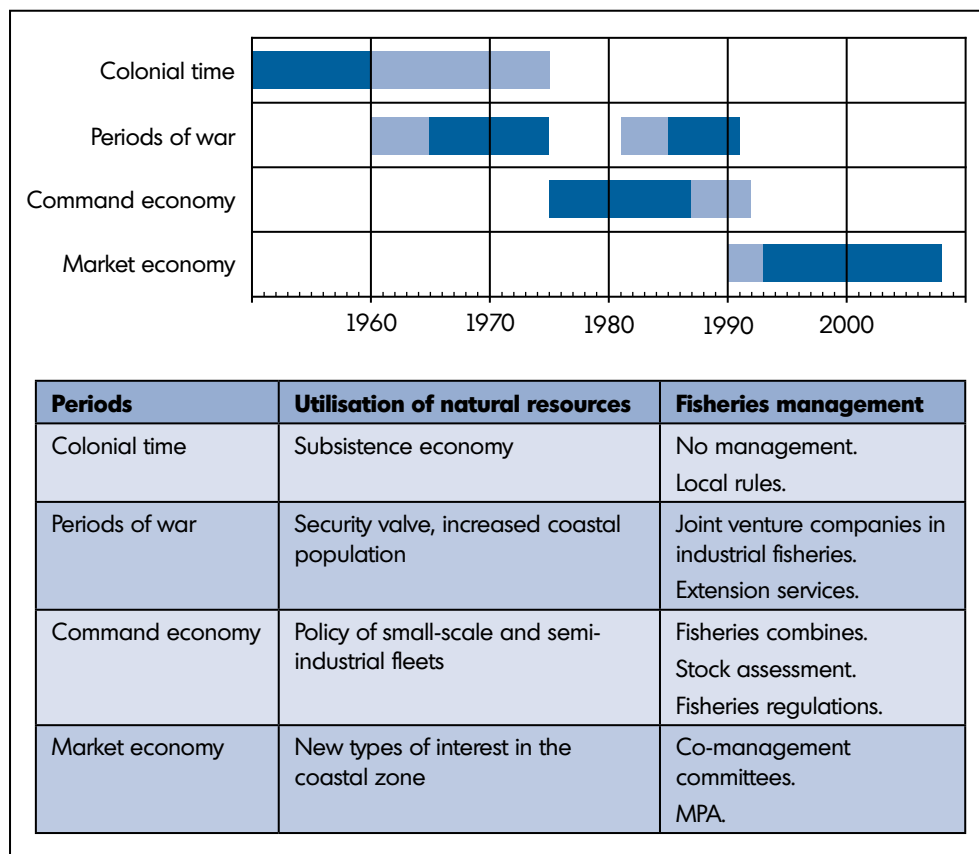 Colonial time
Periods of war
Command economy
Market economy
1960 1970 1980 1990 2000
Periods Utilisation of natural resources Fisheries management
Colonial time Subsistence economy No management.
Local rules.
Periods of war Security valve, increased coastal Joint venture companies in
population industrial fisheries.
Extension services.
Command economy Policy of small-scale and semi- Fisheries combines.
industrial fleets Stock assessment.
Fisheries regulations.
Market economy New types of interest in the Co-management
coastal zone committees.
MPA.